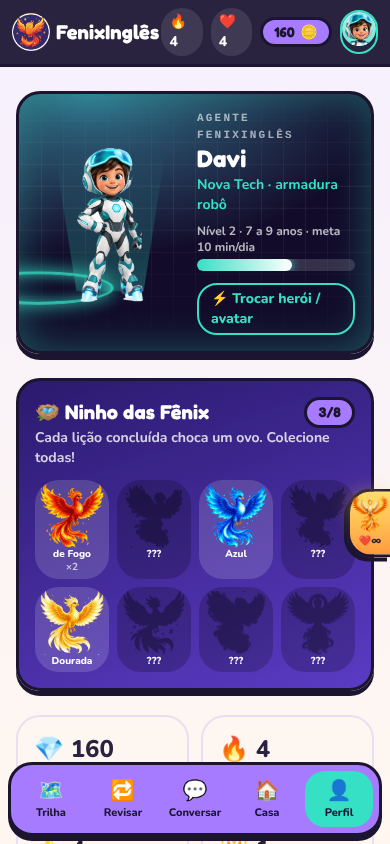 FenixInglês
🔥 4
❤️ 4
160 🪙
AGENTE
FENIXINGLÊS
Davi
Nova Tech · armadura
robô
Nível 2 · 7 a 9 anos · meta
10 min/dia
⚡ Trocar herói /
avatar
Ninho das Fênix
3/8
Cada lição concluída choca um ovo. Colecione
todas!
de Fogo
×2
???
Azul
???
❤️∞
Dourada
???
???
???
💎 160
🔥 4
Trilha
Revisar
Conversar
Casa
Perfil